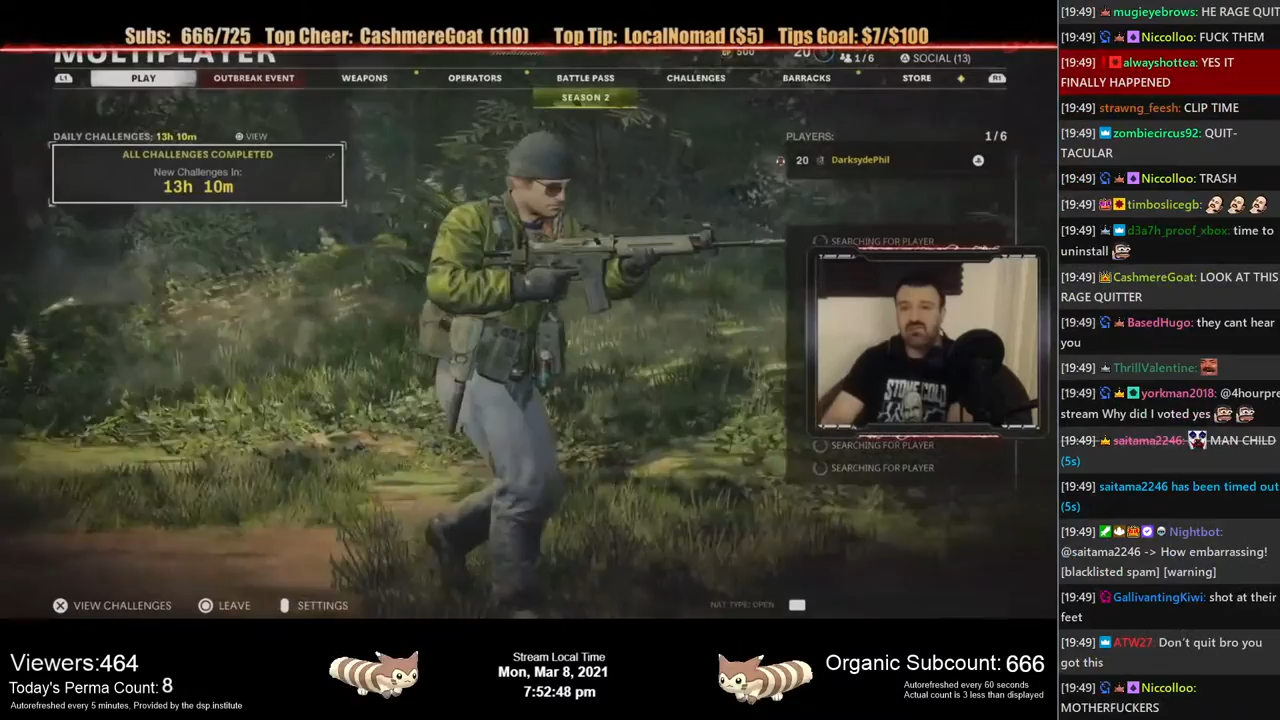 Subs: 666/725 Top Cheer: CashmereGoat (110) Top Tip: LocalNomad ($5) Tips Goal: $7/$100
MULTIPLAYER
500
20
1/6
SOCIAL (13)
L1
PLAY
OUTBREAK EVENT
WEAPONS
OPERATORS
BATTLE PASS
CHALLENGES
BARRACKS
STORE
R1
SEASON 2
DAILY CHALLENGES: 13h 10m
VIEW
ALL CHALLENGES COMPLETED
New Challenges In:
13h 10m
PLAYERS:
1/6
20 DarksydePhil
SEARCHING FOR PLAYER
STONE COLD
SEARCHING FOR PLAYER
SEARCHING FOR PLAYER
VIEW CHALLENGES
LEAVE
SETTINGS
NAT TYPE: OPEN
Viewers:464
Today's Perma Count: 8
Autorefreshed every 5 minutes, Provided by the dsp institute
Stream Local Time
Mon, Mar 8, 2021
7:52:48 pm
Organic Subcount: 666
Autorefreshed every 60 seconds
Actual count is 3 less than displayed
[19:49] mugieyebrows: HE RAGE QUIT
[19:49] Niccolloo: FUCK THEM
[19:49] alwayshottea: YES IT
FINALLY HAPPENED
[19:49] strawng_feesh: CLIP TIME
[19:49] zombiecircus92: QUIT-
TACULAR
[19:49] Niccolloo: TRASH
[19:49] timboslicegb:
[19:49] d3a7h_proof_xbox: time to
uninstall
[19:49] CashmereGoat: LOOK AT THIS
RAGE QUITTER
[19:49] BasedHugo: they cant hear
you
[19:49] ThrillValentine:
[19:49] yorkman2018: @4hourpre
stream Why did I voted yes
[19:49] saitama2246: MAN CHILD
(5s)
[19:49] saitama2246 has been timed out
(5s)
[19:49] Nightbot:
@saitama2246 -> How embarrassing!
[blacklisted spam] [warning]
[19:49] GallivantingKiwi: shot at their
feet
[19:49] ATW27: Don't quit bro you
got this
[19:49] Niccolloo:
MOTHERFUCKERS